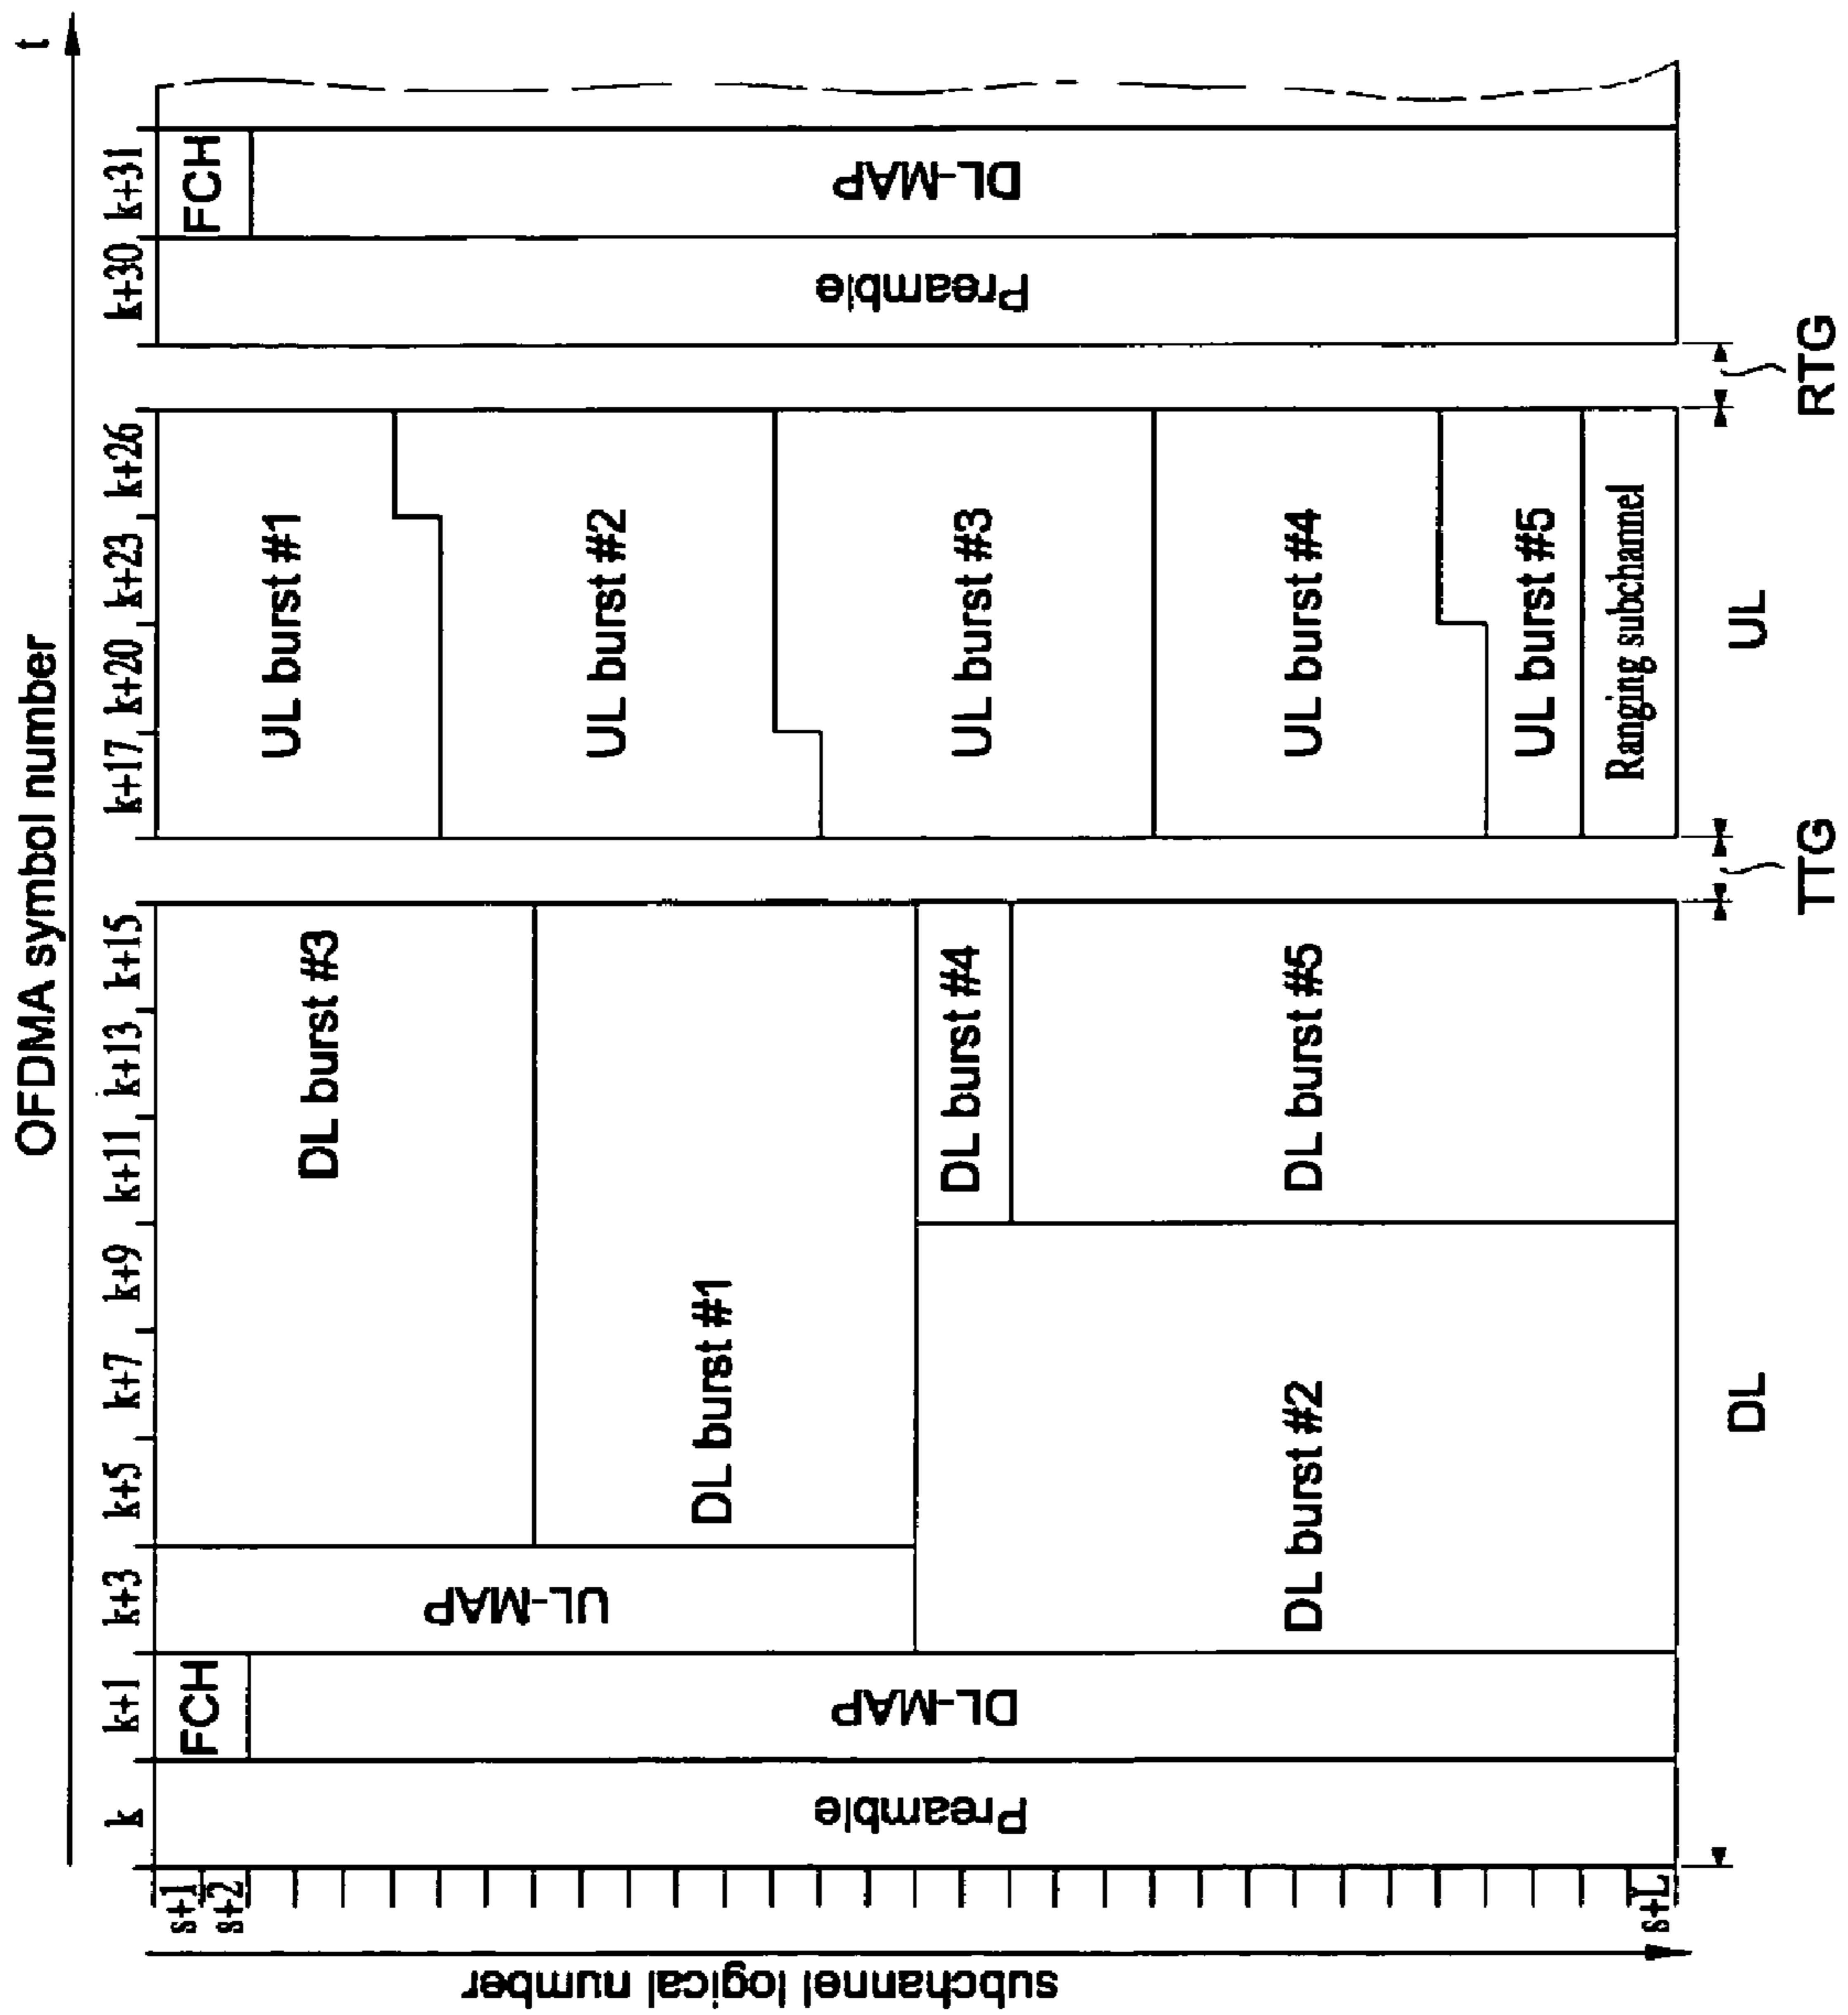 OFDMA symbol number
t
k k+1 k+3 k+5 k+7 k+9 k+11 k+13 k+15 k+17 k+20 k+23 k+26 k+30 k+31
subchannel logical number
s+1
s+2
s+L
Preamble
FCH
DL-MAP
UL-MAP
DL burst #3
DL burst #1
DL burst #2
DL burst #4
DL burst #5
UL burst #1
UL burst #2
UL burst #3
UL burst #4
UL burst #5
Ranging subchannel
Preamble
FCH
DL-MAP
DL
TTG
UL
RTG